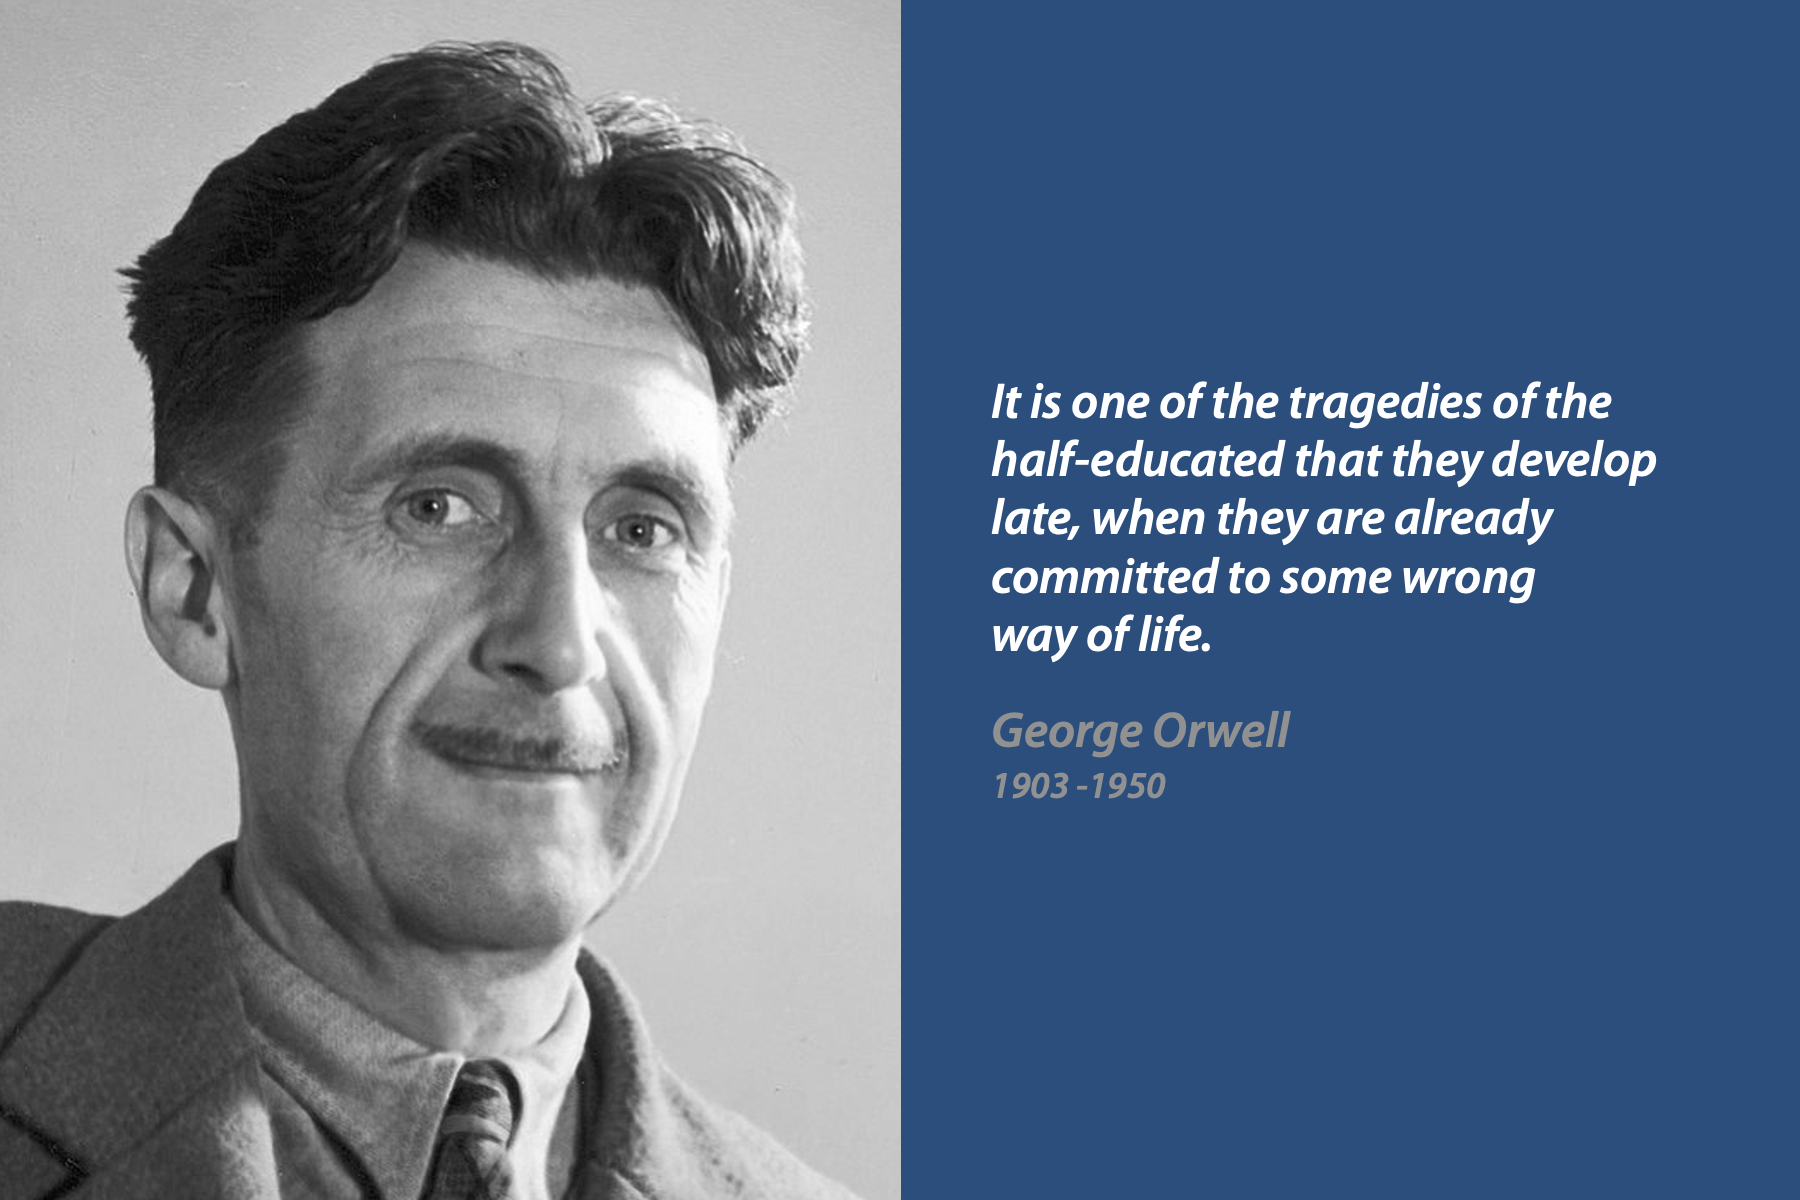 It is one of the tragedies of the
half-educated that they develop
late, when they are already
committed to some wrong
way of life.
George Orwell
1903 -1950